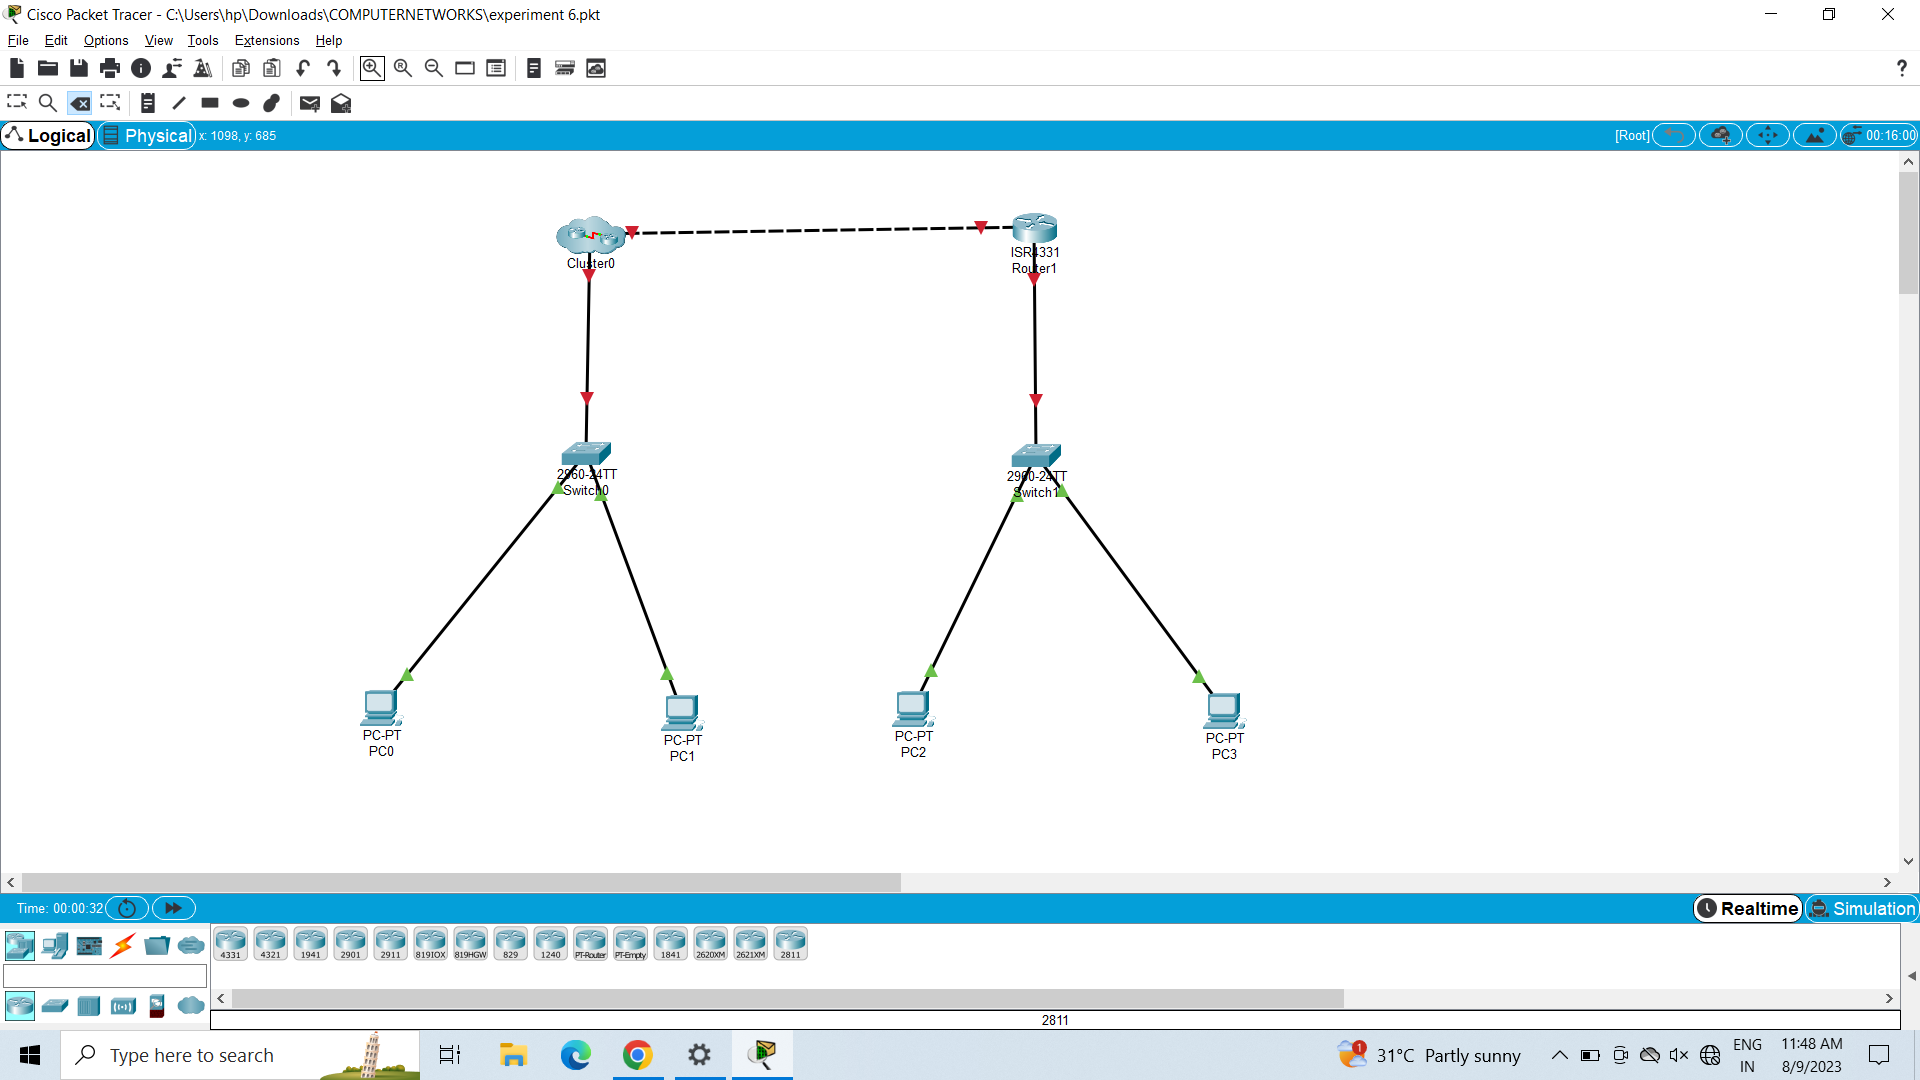 Cisco Packet Tracer - C:\Users\hp\Downloads\COMPUTERNETWORKS\experiment 6.pkt
File Edit Options View Tools Extensions Help
?
Logical Physical x: 1098, y: 685 [Root] 00:16:00
Cluster0
ISR4331
Router1
2960-24TT
Switch0
2960-24TT
Switch1
PC-PT
PC0
PC-PT
PC1
PC-PT
PC2
PC-PT
PC3
Time: 00:00:32 Realtime Simulation
4331 4321 1941 2901 2911 819IOX 819HGW 829 1240 PT-Router PT-Empty 1841 2620XM 2621XM 2811
2811
Type here to search
1 31°C Partly sunny
ENG
IN
11:48 AM
8/9/2023